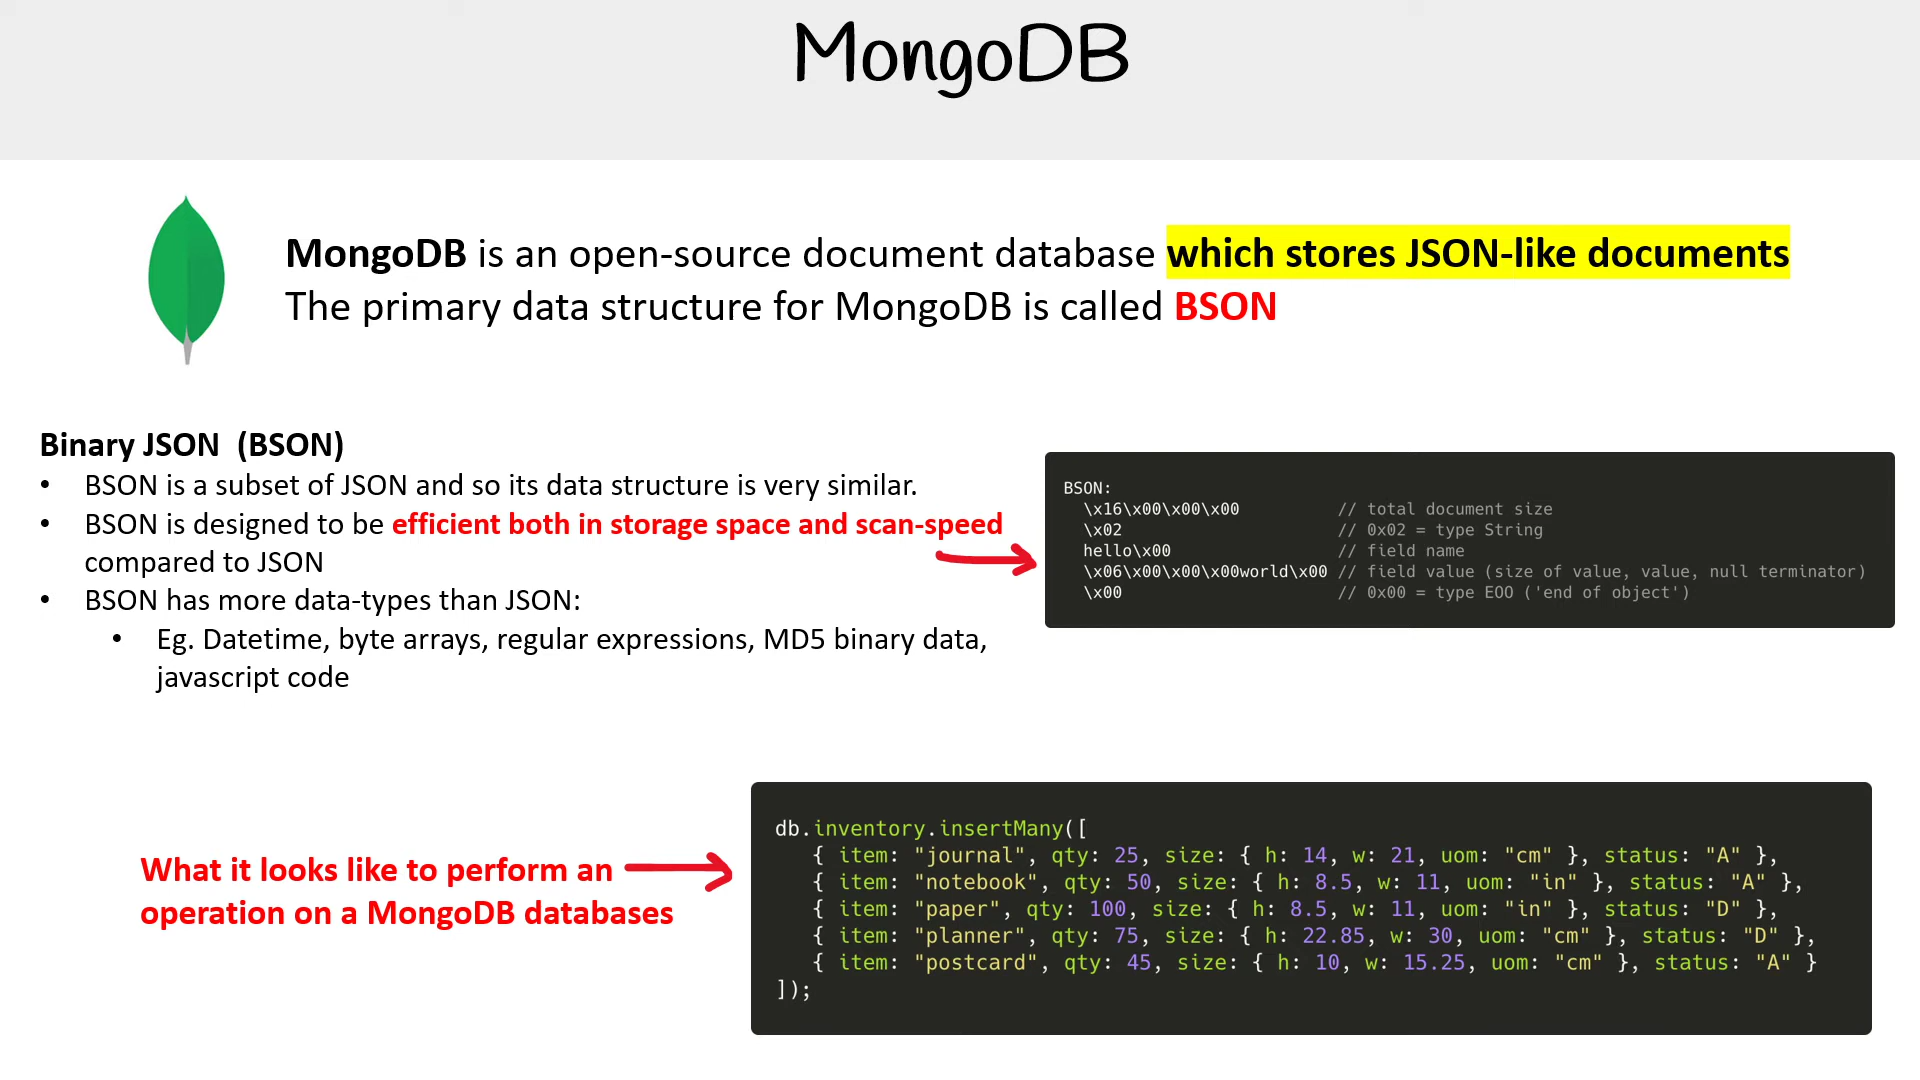 MongoDB
MongoDB is an open-source document database which stores JSON-like documents
The primary data structure for MongoDB is called BSON
Binary JSON  (BSON)
• BSON is a subset of JSON and so its data structure is very similar.
• BSON is designed to be efficient both in storage space and scan-speed
compared to JSON
• BSON has more data-types than JSON:
• Eg. Datetime, byte arrays, regular expressions, MD5 binary data,
javascript code
BSON:
\x16\x00\x00\x00 // total document size
\x02 // 0x02 = type String
hello\x00 // field name
\x06\x00\x00\x00world\x00 // field value (size of value, value, null terminator)
\x00 // 0x00 = type EOO ('end of object')
What it looks like to perform an
operation on a MongoDB databases
db.inventory.insertMany([
{ item: "journal", qty: 25, size: { h: 14, w: 21, uom: "cm" }, status: "A" },
{ item: "notebook", qty: 50, size: { h: 8.5, w: 11, uom: "in" }, status: "A" },
{ item: "paper", qty: 100, size: { h: 8.5, w: 11, uom: "in" }, status: "D" },
{ item: "planner", qty: 75, size: { h: 22.85, w: 30, uom: "cm" }, status: "D" },
{ item: "postcard", qty: 45, size: { h: 10, w: 15.25, uom: "cm" }, status: "A" }
]);